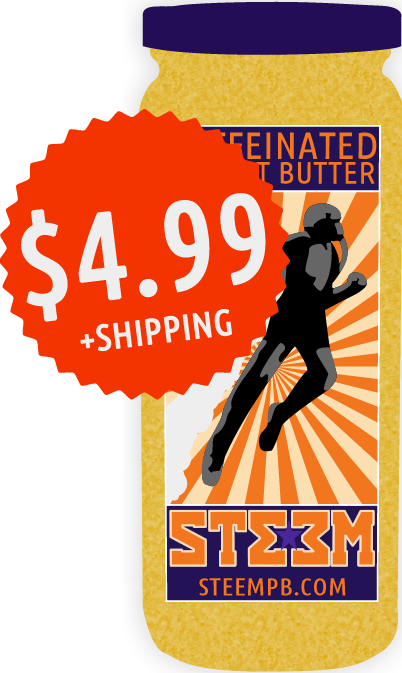 FEINATED
T BUTTER
$4.99
+SHIPPING
STEEM
STEEMPB.COM